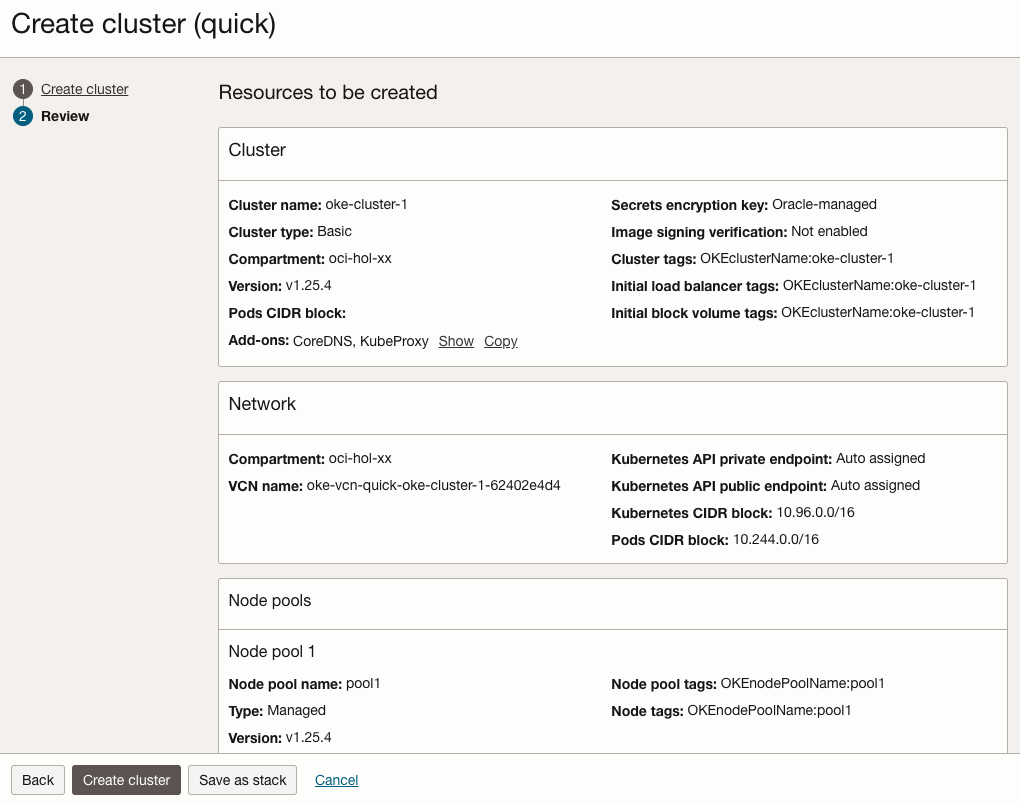 Create cluster (quick)
1 Create cluster
2 Review
Resources to be created
Cluster
Cluster name: oke-cluster-1
Cluster type: Basic
Compartment: oci-hol-xx
Version: v1.25.4
Pods CIDR block:
Add-ons: CoreDNS, KubeProxy Show Copy
Secrets encryption key: Oracle-managed
Image signing verification: Not enabled
Cluster tags: OKEclusterName:oke-cluster-1
Initial load balancer tags: OKEclusterName:oke-cluster-1
Initial block volume tags: OKEclusterName:oke-cluster-1
Network
Compartment: oci-hol-xx
VCN name: oke-vcn-quick-oke-cluster-1-62402e4d4
Kubernetes API private endpoint: Auto assigned
Kubernetes API public endpoint: Auto assigned
Kubernetes CIDR block: 10.96.0.0/16
Pods CIDR block: 10.244.0.0/16
Node pools
Node pool 1
Node pool name: pool1
Type: Managed
Version: v1.25.4
Node pool tags: OKEnodePoolName:pool1
Node tags: OKEnodePoolName:pool1
Back Create cluster Save as stack Cancel